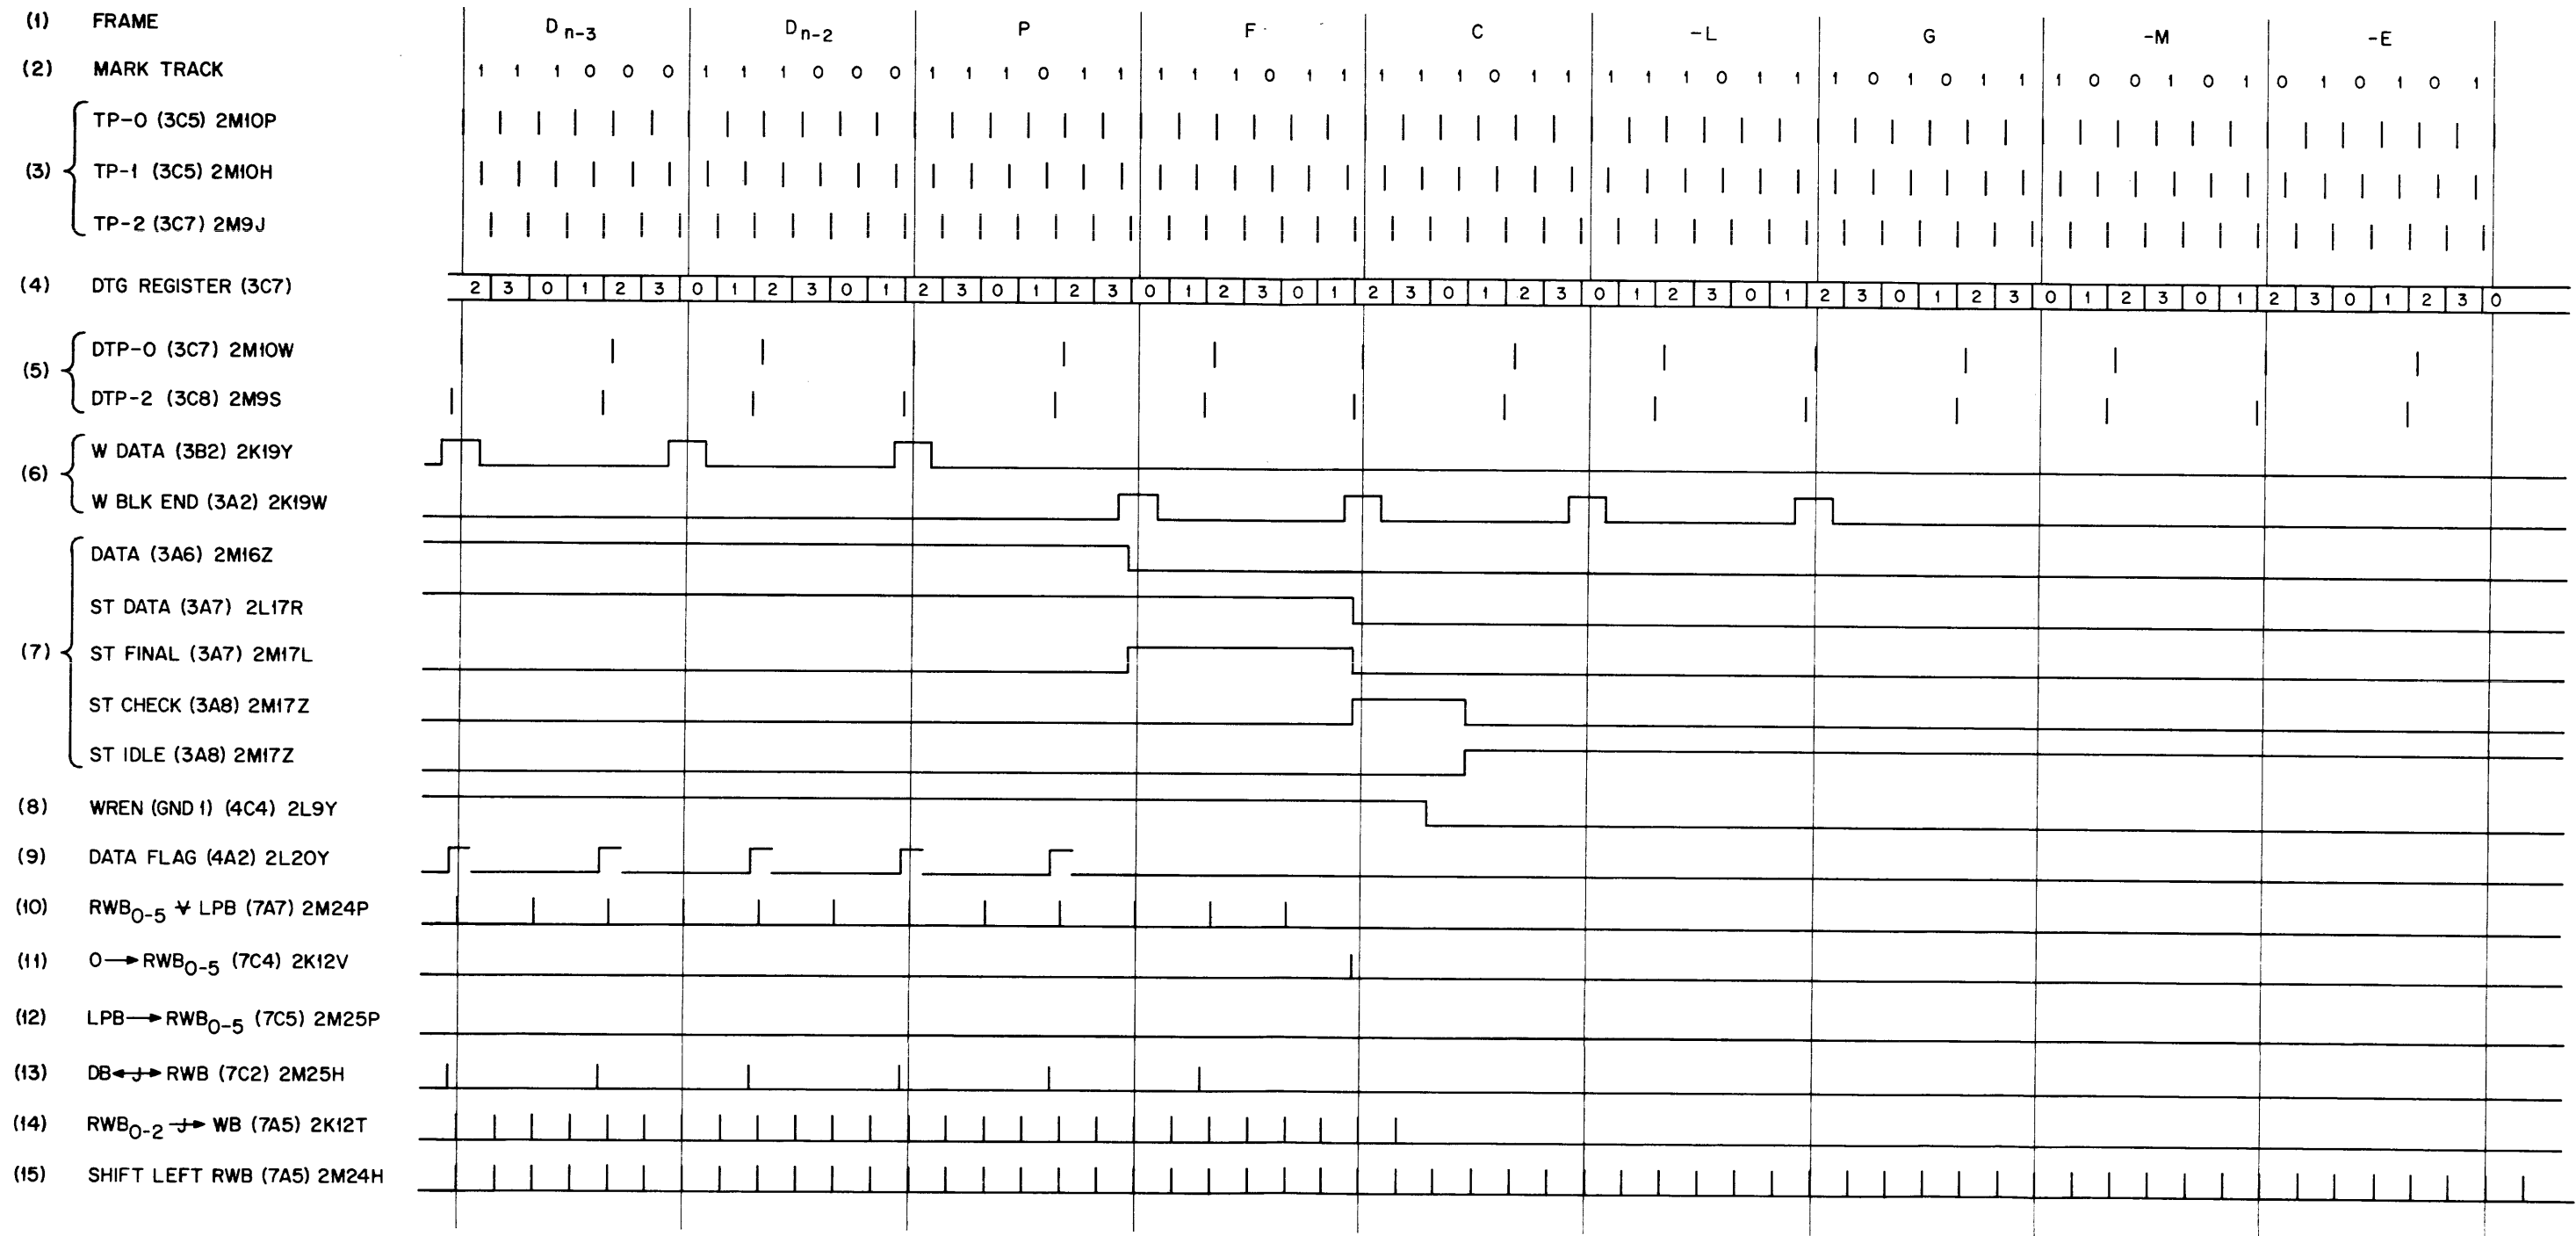 (1) FRAME D n-3 D n-2 P F C -L G -M -E
(2) MARK TRACK 1 1 1 0 0 0 1 1 1 0 0 0 1 1 1 0 1 1 1 1 1 0 1 1 1 1 1 0 1 1 1 1 1 0 1 1 1 0 1 0 1 1 1 0 0 1 0 1 0 1 0 1 0 1
TP-0 (3C5) 2M10P
(3) TP-1 (3C5) 2M10H
TP-2 (3C7) 2M9J
(4) DTG REGISTER (3C7) 2 3 0 1 2 3 0 1 2 3 0 1 2 3 0 1 2 3 0 1 2 3 0 1 2 3 0 1 2 3 0 1 2 3 0 1 2 3 0 1 2 3 0 1 2 3 0 1 2 3 0 1 2 3 0
DTP-0 (3C7) 2M10W
(5)
DTP-2 (3C8) 2M9S
W DATA (3B2) 2K19Y
(6)
W BLK END (3A2) 2K19W
DATA (3A6) 2M16Z
ST DATA (3A7) 2L17R
(7) ST FINAL (3A7) 2M17L
ST CHECK (3A8) 2M17Z
ST IDLE (3A8) 2M17Z
(8) WREN (GND 1) (4C4) 2L9Y
(9) DATA FLAG (4A2) 2L20Y
(10) RWB0-5 ⊻ LPB (7A7) 2M24P
(11) 0→RWB0-5 (7C4) 2K12V
(12) LPB→RWB0-5 (7C5) 2M25P
(13) DB←J→RWB (7C2) 2M25H
(14) RWB0-2 J→ WB (7A5) 2K12T
(15) SHIFT LEFT RWB (7A5) 2M24H